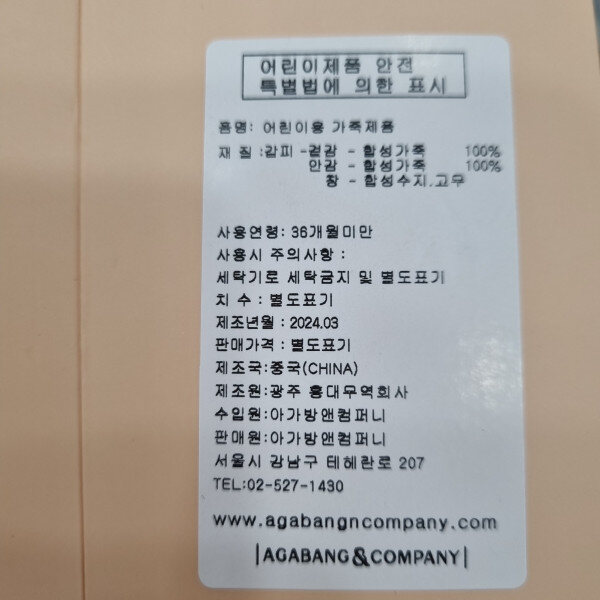 어린이제품 안전
특별법에 의한 표시
품명: 어린이용 가죽제품
재 질 :갑피 -겉감 - 합성가죽 100%
안감 - 합성가죽 100%
창 - 합성수지.고무
사용연령: 36개월미만
사용시 주의사항 :
세탁기로 세탁금지 및 별도표기
치 수 : 별도표기
제조년월 : 2024.03
판매가격 : 별도표기
제조국:중국(CHINA)
제조원:광주 흥대무역회사
수입원:아가방앤컴퍼니
판매원:아가방앤컴퍼니
서울시 강남구 테헤란로 207
TEL:02-527-1430
www.agabangncompany.com
AGABANG&COMPANY